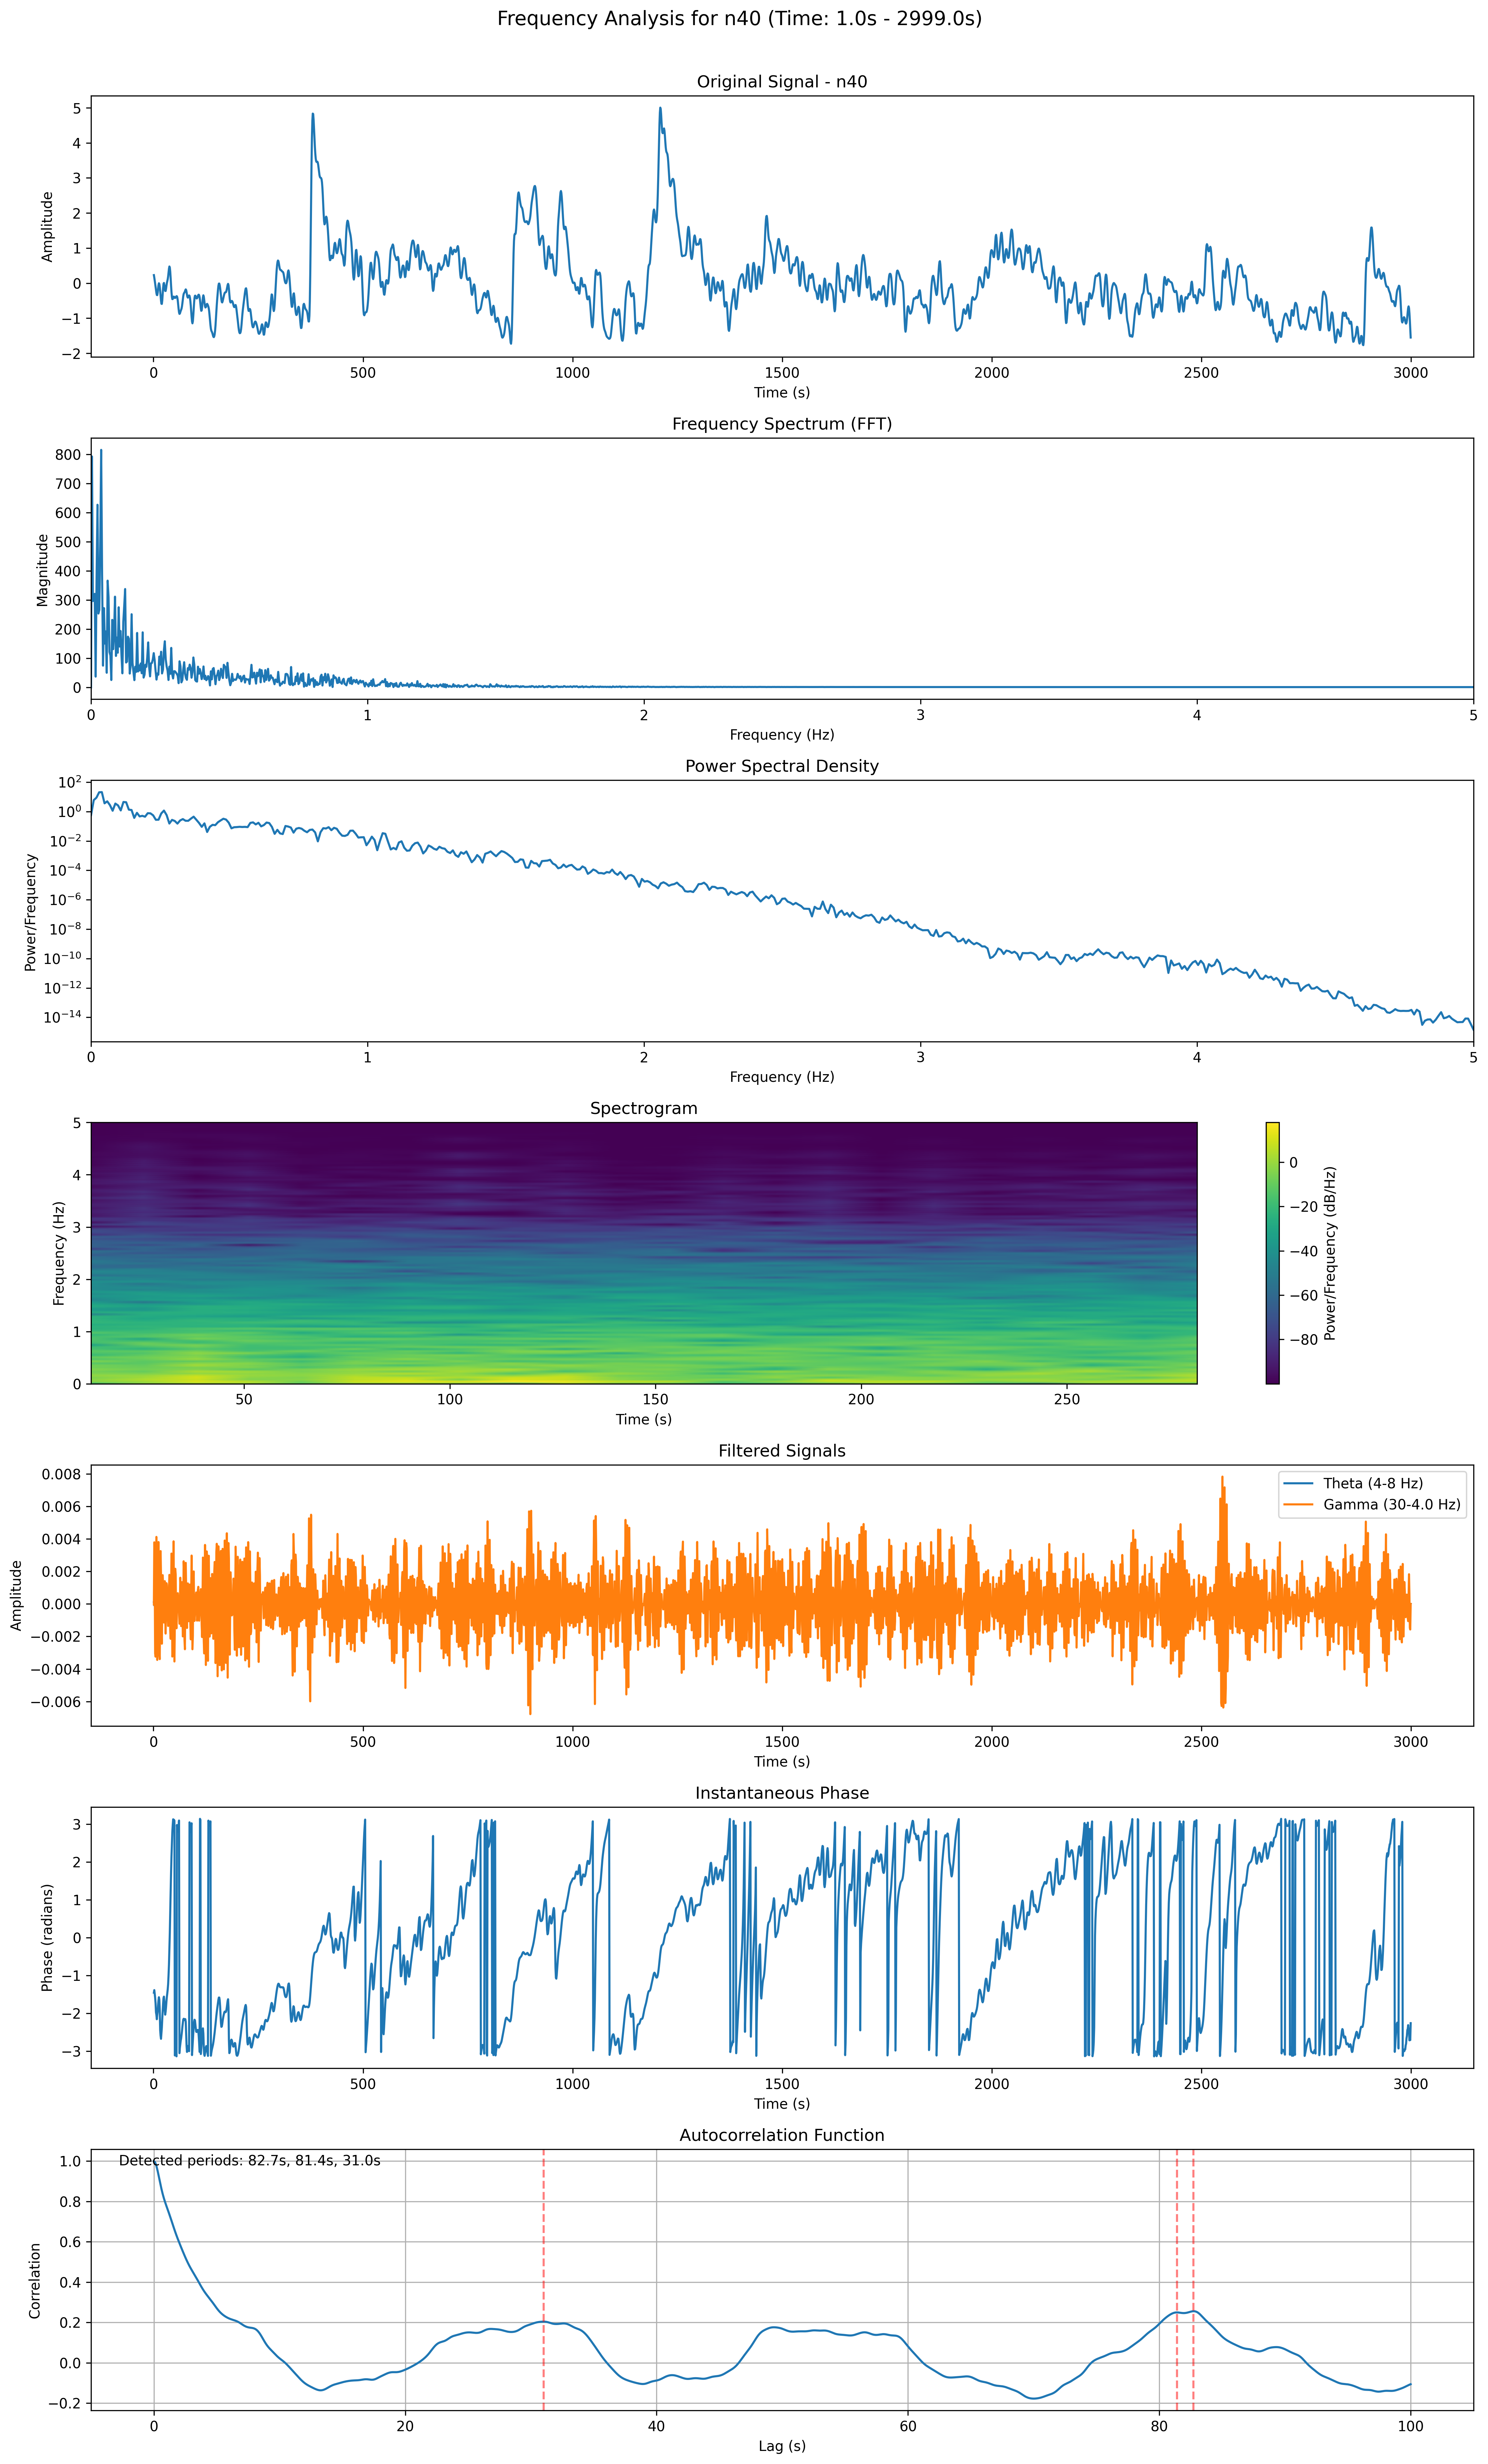 Frequency Analysis for n40 (Time: 1.0s - 2999.0s)
Original Signal - n40
5
4
3
2
1
0
−1
−2
Amplitude
0 500 1000 1500 2000 2500 3000
Time (s)
Frequency Spectrum (FFT)
800
700
600
500
400
300
200
100
0
Magnitude
0 1 2 3 4 5
Frequency (Hz)
Power Spectral Density
10²
10⁰
10⁻²
10⁻⁴
10⁻⁶
10⁻⁸
10⁻¹⁰
10⁻¹²
10⁻¹⁴
Power/Frequency
0 1 2 3 4 5
Frequency (Hz)
Spectrogram
5
4
3
2
1
0
Frequency (Hz)
50 100 150 200 250
Time (s)
0
−20
−40
−60
−80
Power/Frequency (dB/Hz)
Filtered Signals
0.008
0.006
0.004
0.002
0.000
−0.002
−0.004
−0.006
Amplitude
Theta (4-8 Hz)
Gamma (30-4.0 Hz)
0 500 1000 1500 2000 2500 3000
Time (s)
Instantaneous Phase
3
2
1
0
−1
−2
−3
Phase (radians)
0 500 1000 1500 2000 2500 3000
Time (s)
Autocorrelation Function
Detected periods: 82.7s, 81.4s, 31.0s
1.0
0.8
0.6
0.4
0.2
0.0
−0.2
Correlation
0 20 40 60 80 100
Lag (s)